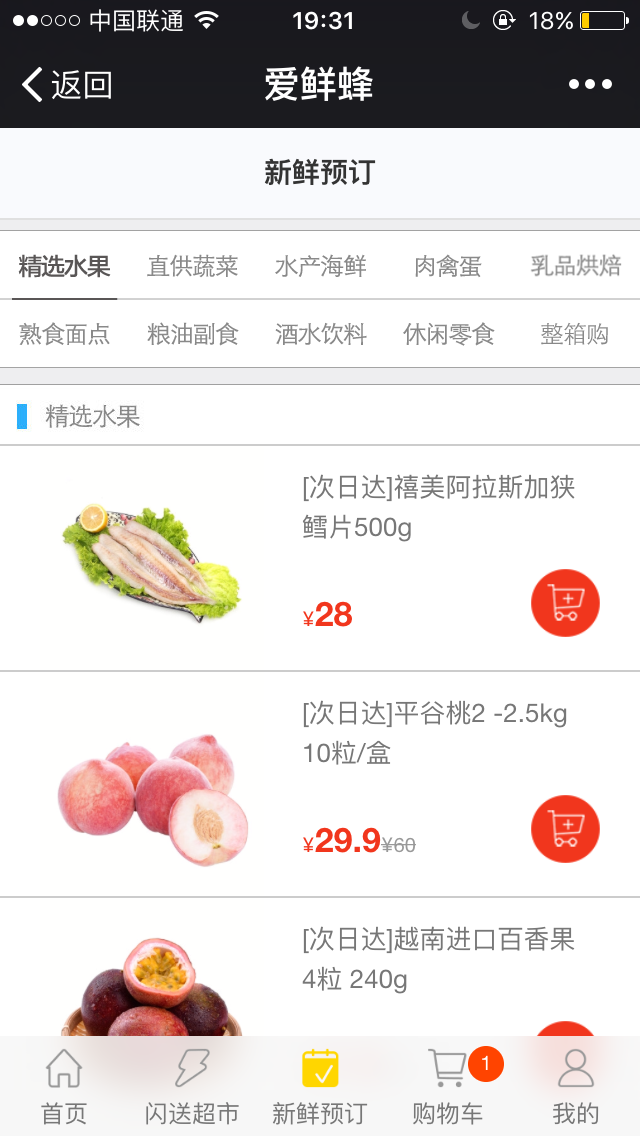 中国联通 19:31 18%
返回 爱鲜蜂
新鲜预订
精选水果 直供蔬菜 水产海鲜 肉禽蛋 乳品烘焙
熟食面点 粮油副食 酒水饮料 休闲零食 整箱购
精选水果
[次日达]禧美阿拉斯加狭
鳕片500g
¥28
[次日达]平谷桃2 -2.5kg
10粒/盒
¥29.9 ¥60
[次日达]越南进口百香果
4粒 240g
1
首页 闪送超市 新鲜预订 购物车 我的